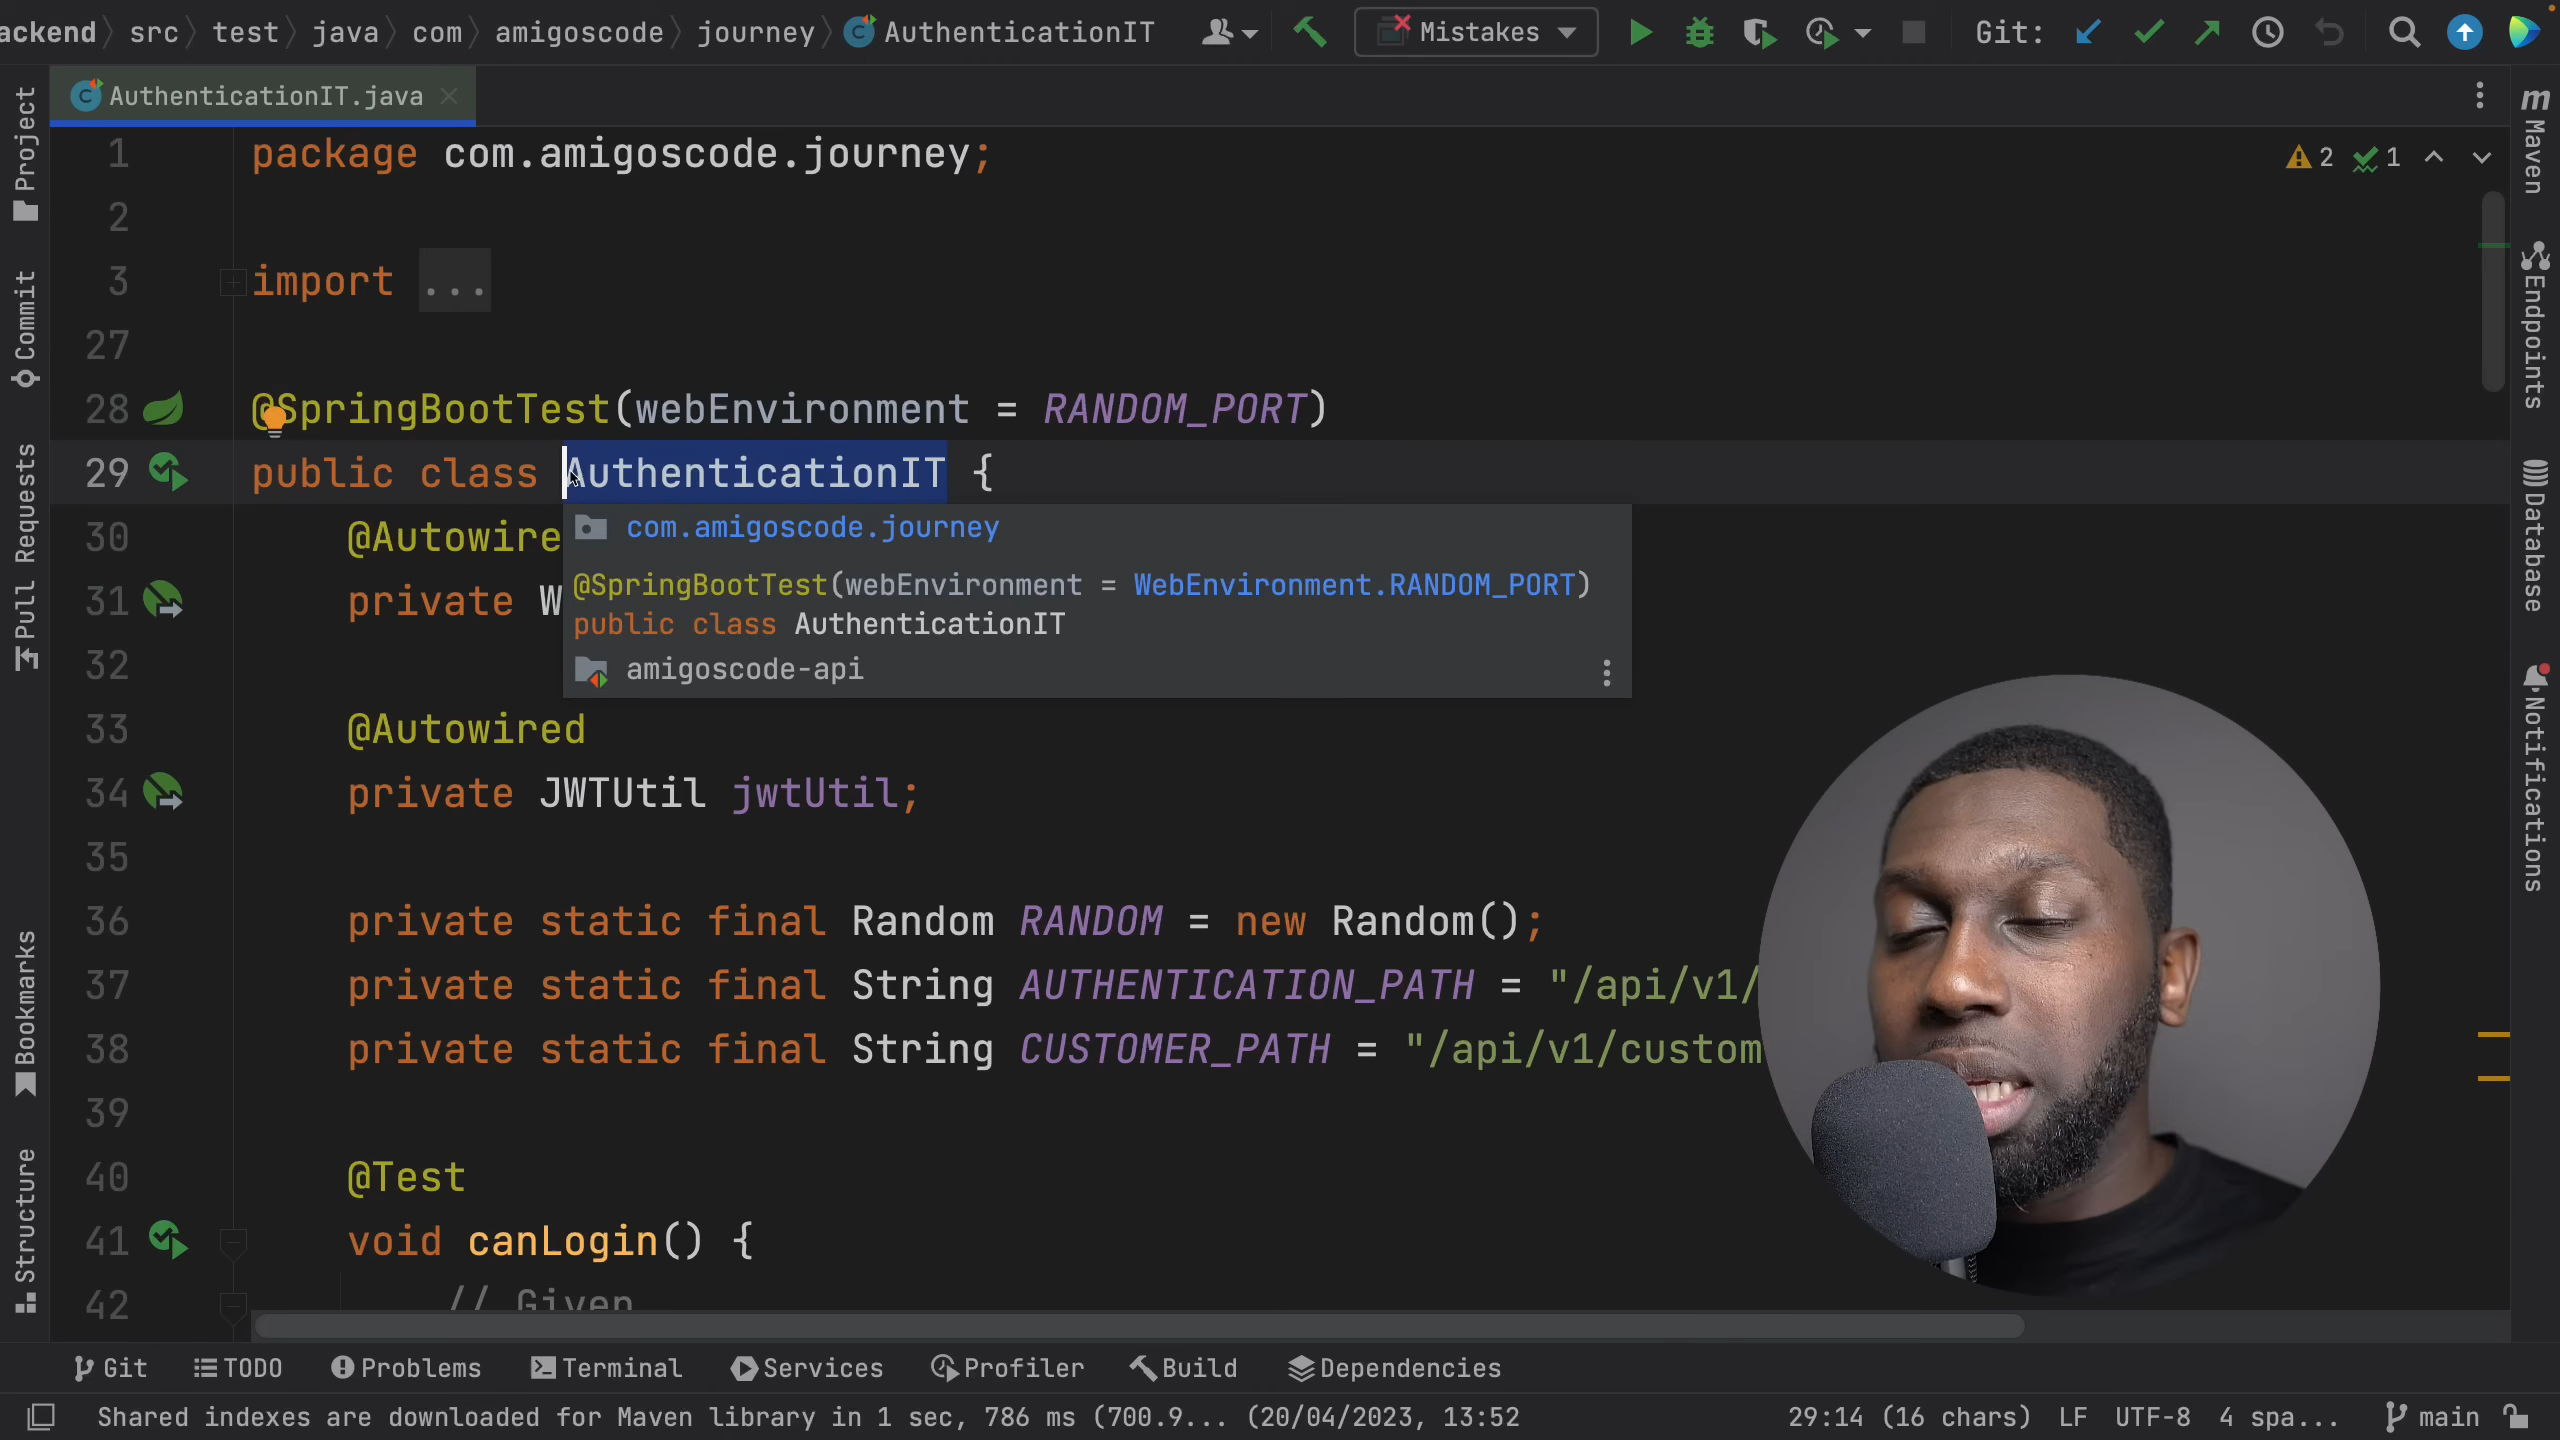 ackend › src › test › java › com › amigoscode › journey › AuthenticationIT
Mistakes
Git:
AuthenticationIT.java
Project
Commit
Pull Requests
Bookmarks
Structure
1 package com.amigoscode.journey;
2
3 import ...
27
28 @SpringBootTest(webEnvironment = RANDOM_PORT)
29 public class AuthenticationIT {
30 @Autowire
31 private W
32
33 @Autowired
34 private JWTUtil jwtUtil;
35
36 private static final Random RANDOM = new Random();
37 private static final String AUTHENTICATION_PATH = "/api/v1/
38 private static final String CUSTOMER_PATH = "/api/v1/custom
39
40 @Test
41 void canLogin() {
42 // Given
com.amigoscode.journey
@SpringBootTest(webEnvironment = WebEnvironment.RANDOM_PORT)
public class AuthenticationIT
amigoscode-api
2 1
m Maven
Endpoints
Database
Notifications
Git TODO Problems Terminal Services Profiler Build Dependencies
Shared indexes are downloaded for Maven library in 1 sec, 786 ms (700.9... (20/04/2023, 13:52
29:14 (16 chars) LF UTF-8 4 spa... main